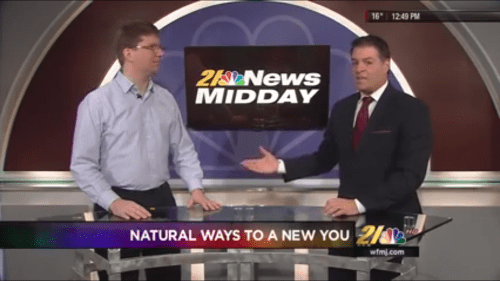 16° 12:49 PM
21 News
MIDDAY
NATURAL WAYS TO A NEW YOU
21
wfmj.com